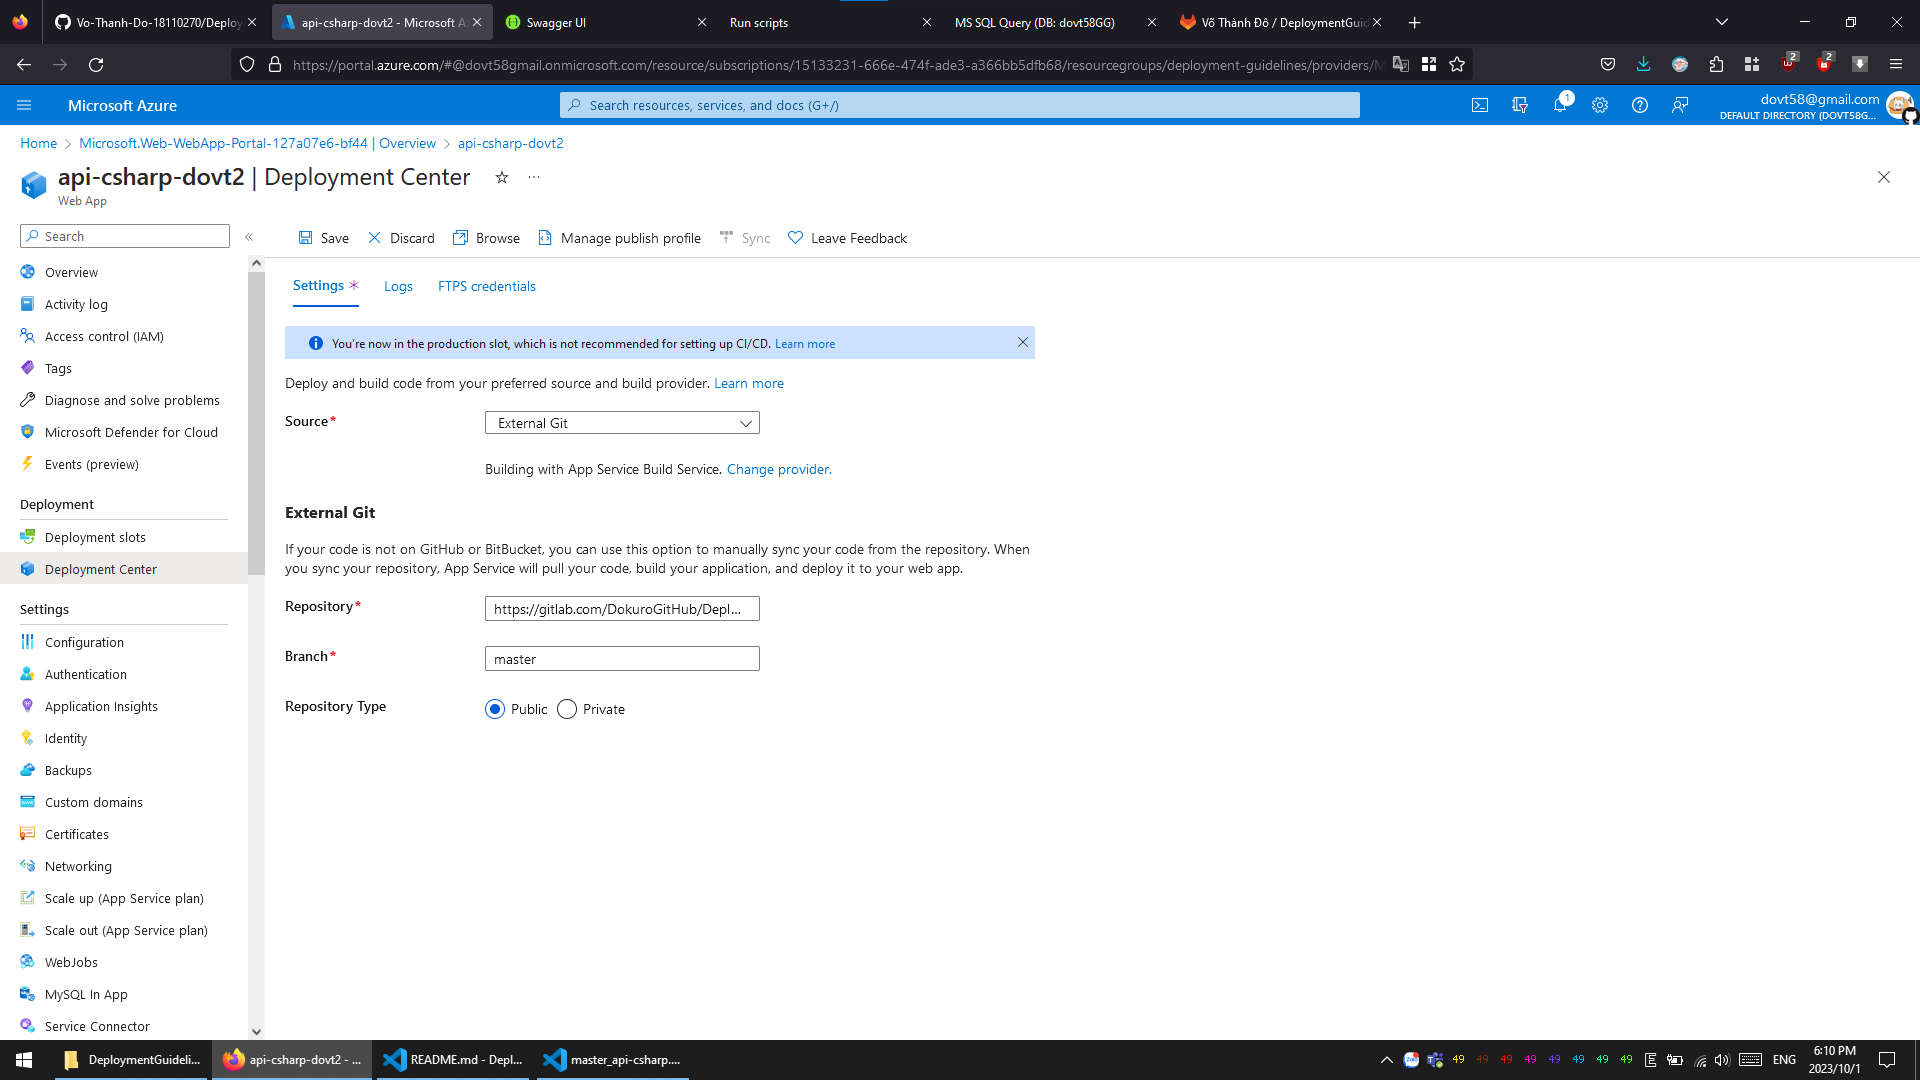 Vo-Thanh-Do-18110270/Deploy
api-csharp-dovt2 - Microsoft A
Swagger UI
Run scripts
MS SQL Query (DB: dovt58GG)
Võ Thành Đô / DeploymentGuid
https://portal.azure.com/#@dovt58gmail.onmicrosoft.com/resource/subscriptions/15133231-666e-474f-ade3-a366bb5dfb68/resourcegroups/deployment-guidelines/providers/M
2
2
Microsoft Azure
Search resources, services, and docs (G+/)
1
dovt58@gmail.com
DEFAULT DIRECTORY (DOVT58G...
Home > Microsoft.Web-WebApp-Portal-127a07e6-bf44 | Overview > api-csharp-dovt2
api-csharp-dovt2 | Deployment Center
Web App
Search
Overview
Activity log
Access control (IAM)
Tags
Diagnose and solve problems
Microsoft Defender for Cloud
Events (preview)
Deployment
Deployment slots
Deployment Center
Settings
Configuration
Authentication
Application Insights
Identity
Backups
Custom domains
Certificates
Networking
Scale up (App Service plan)
Scale out (App Service plan)
WebJobs
MySQL In App
Service Connector
Save
Discard
Browse
Manage publish profile
Sync
Leave Feedback
Settings *
Logs
FTPS credentials
You're now in the production slot, which is not recommended for setting up CI/CD. Learn more
Deploy and build code from your preferred source and build provider. Learn more
Source*
External Git
Building with App Service Build Service. Change provider.
External Git
If your code is not on GitHub or BitBucket, you can use this option to manually sync your code from the repository. When
you sync your repository, App Service will pull your code, build your application, and deploy it to your web app.
Repository*
https://gitlab.com/DokuroGitHub/Depl...
Branch*
master
Repository Type
Public
Private
DeploymentGuideli...
api-csharp-dovt2 - ...
README.md - Depl...
master_api-csharp....
Zalo
49 49 49 49 49 49 49 49
ENG
6:10 PM
2023/10/1